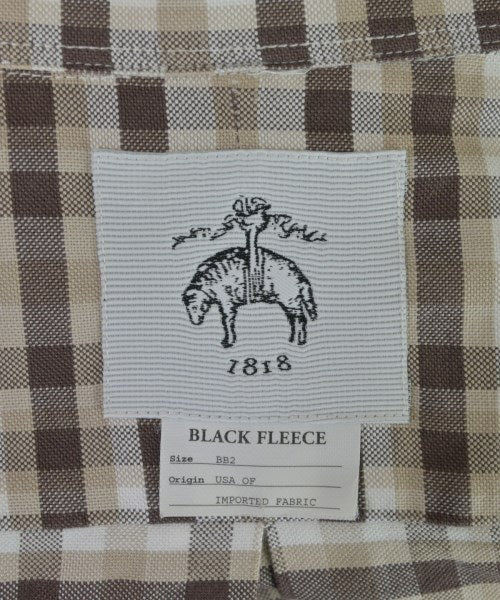 1818
BLACK FLEECE
Size BB2
Origin USA OF
IMPORTED FABRIC